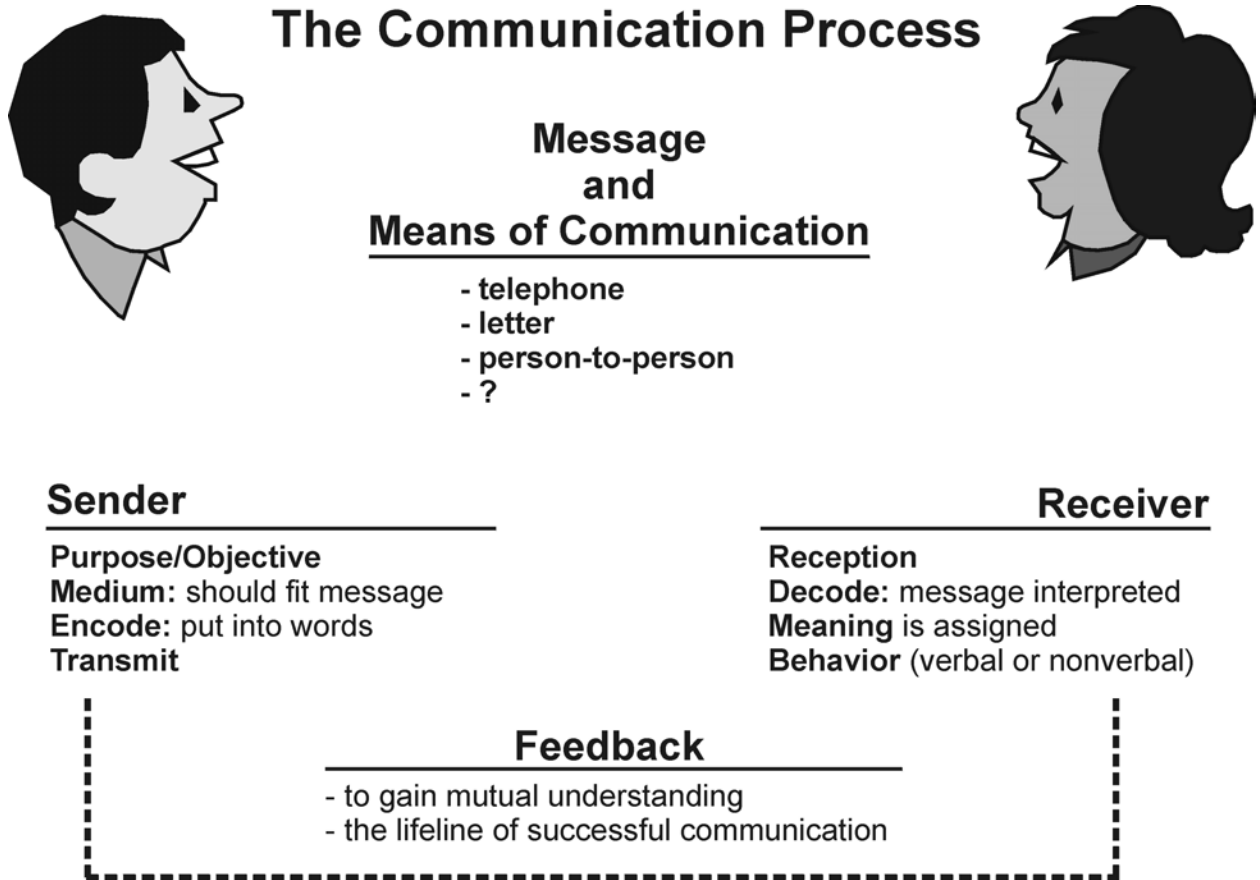 The Communication Process
Message
and
Means of Communication
- telephone
- letter
- person-to-person
- ?
Sender
Purpose/Objective
Medium: should fit message
Encode: put into words
Transmit
Receiver
Reception
Decode: message interpreted
Meaning is assigned
Behavior (verbal or nonverbal)
Feedback
- to gain mutual understanding
- the lifeline of successful communication